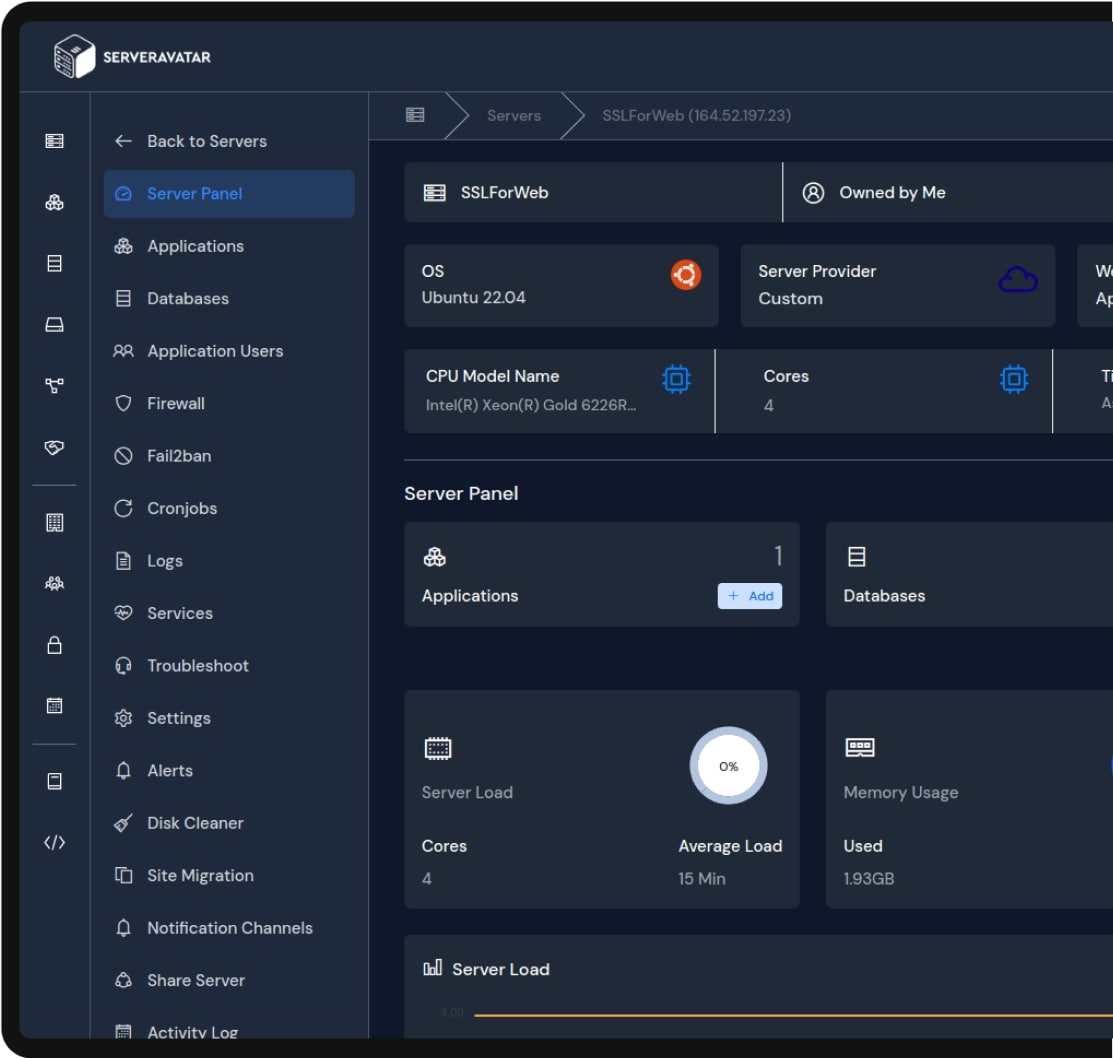 SERVERAVATAR
Servers
SSLForWeb (164.52.197.23)
Back to Servers
Server Panel
Applications
Databases
Application Users
Firewall
Fail2ban
Cronjobs
Logs
Services
Troubleshoot
Settings
Alerts
Disk Cleaner
Site Migration
Notification Channels
Share Server
Activity Log
SSLForWeb
Owned by Me
OS
Ubuntu 22.04
Server Provider
Custom
CPU Model Name
Intel(R) Xeon(R) Gold 6226R...
Cores
4
Server Panel
1
Applications
+ Add
Databases
0%
Server Load
Cores
4
Average Load
15 Min
Memory Usage
Used
1.93GB
Server Load
4.00